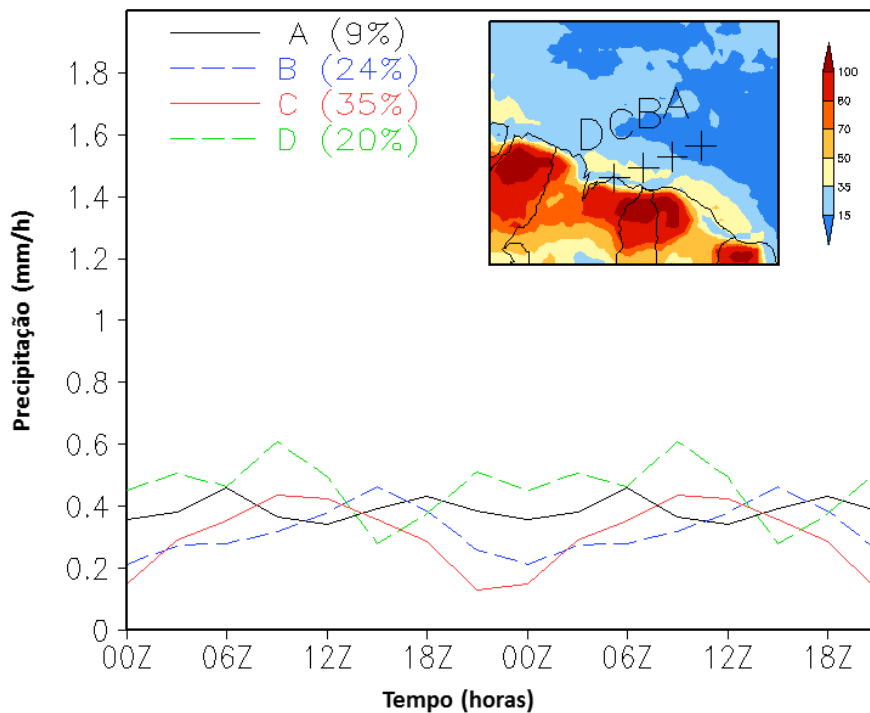 A (9%)
B (24%)
C (35%)
D (20%)
1.8
1.6
1.4
1.2
1
0.8
0.6
0.4
0.2
0
D C B A
100
80
70
50
35
15
00Z 06Z 12Z 18Z 00Z 06Z 12Z 18Z
Precipitação (mm/h)
Tempo (horas)